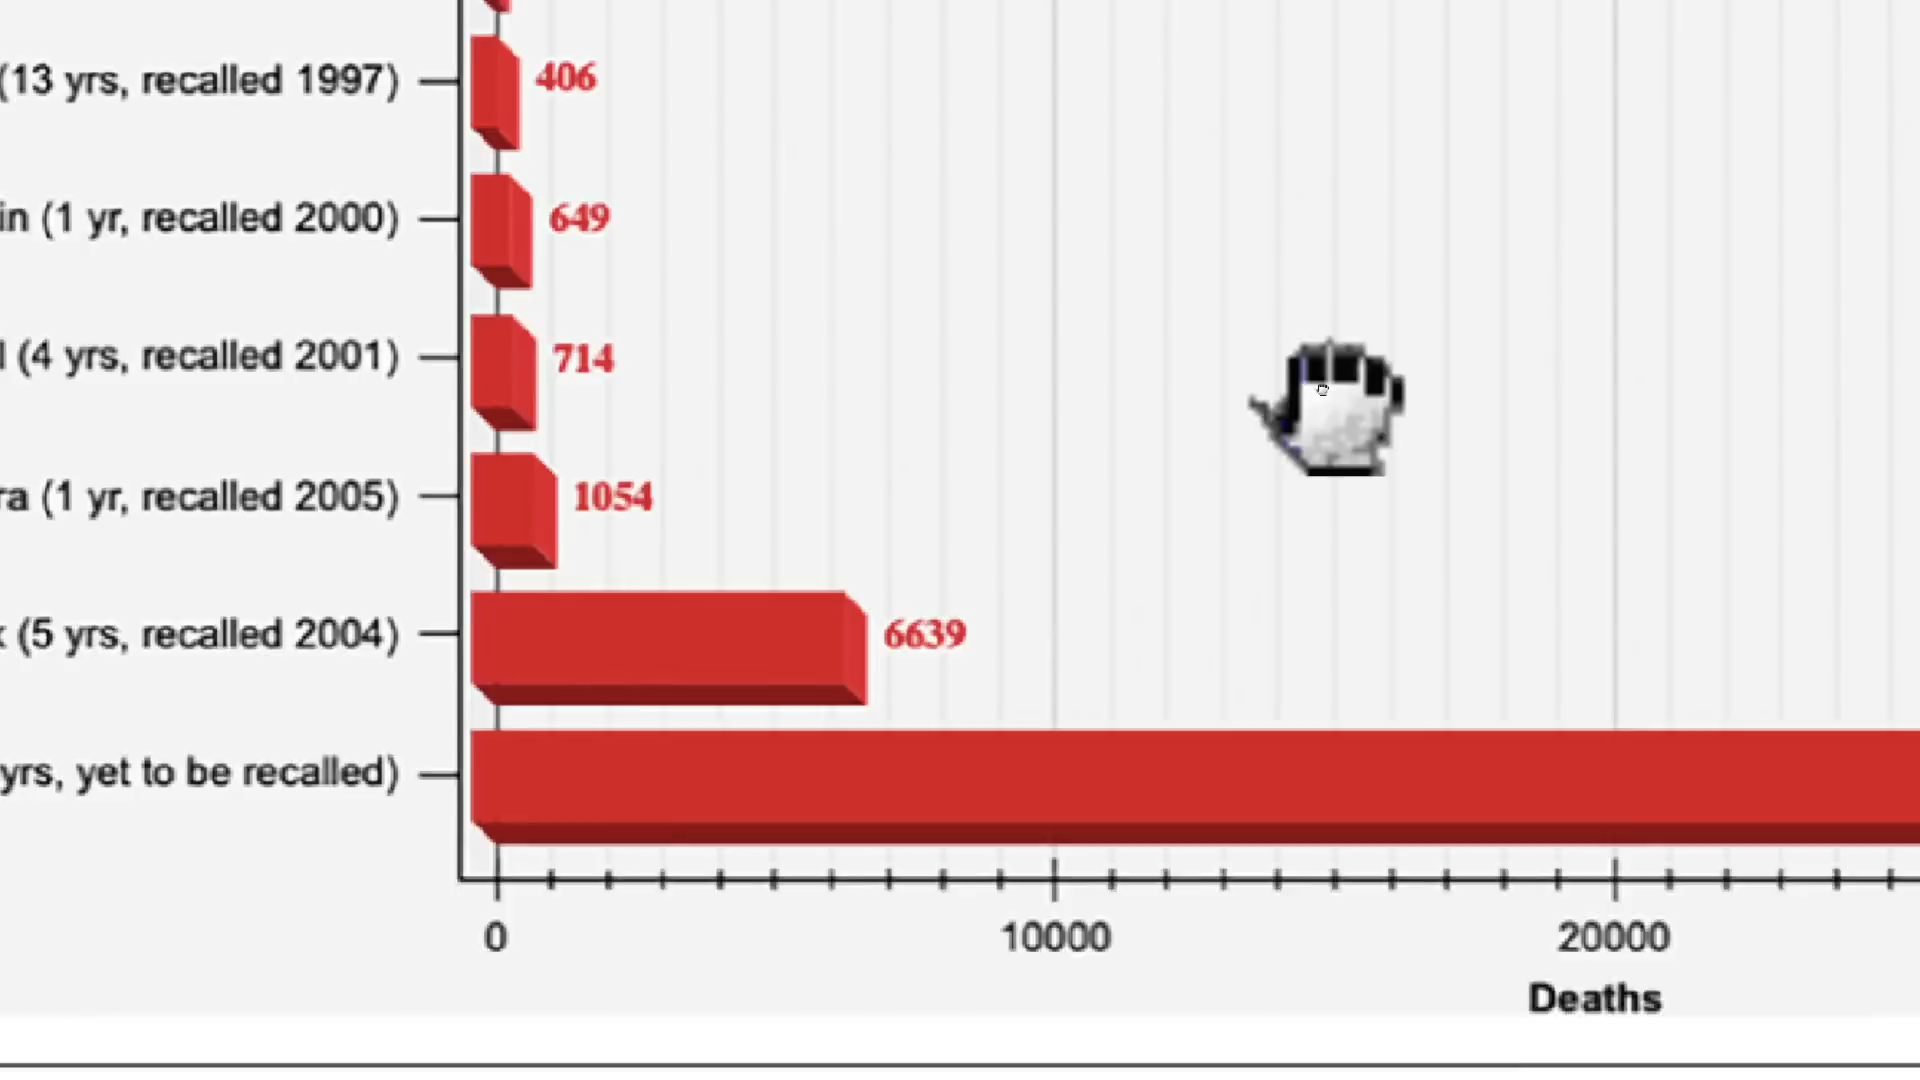 (13 yrs, recalled 1997) 406
in (1 yr, recalled 2000) 649
l (4 yrs, recalled 2001) 714
ra (1 yr, recalled 2005) 1054
x (5 yrs, recalled 2004) 6639
yrs, yet to be recalled)
0 10000 20000
Deaths